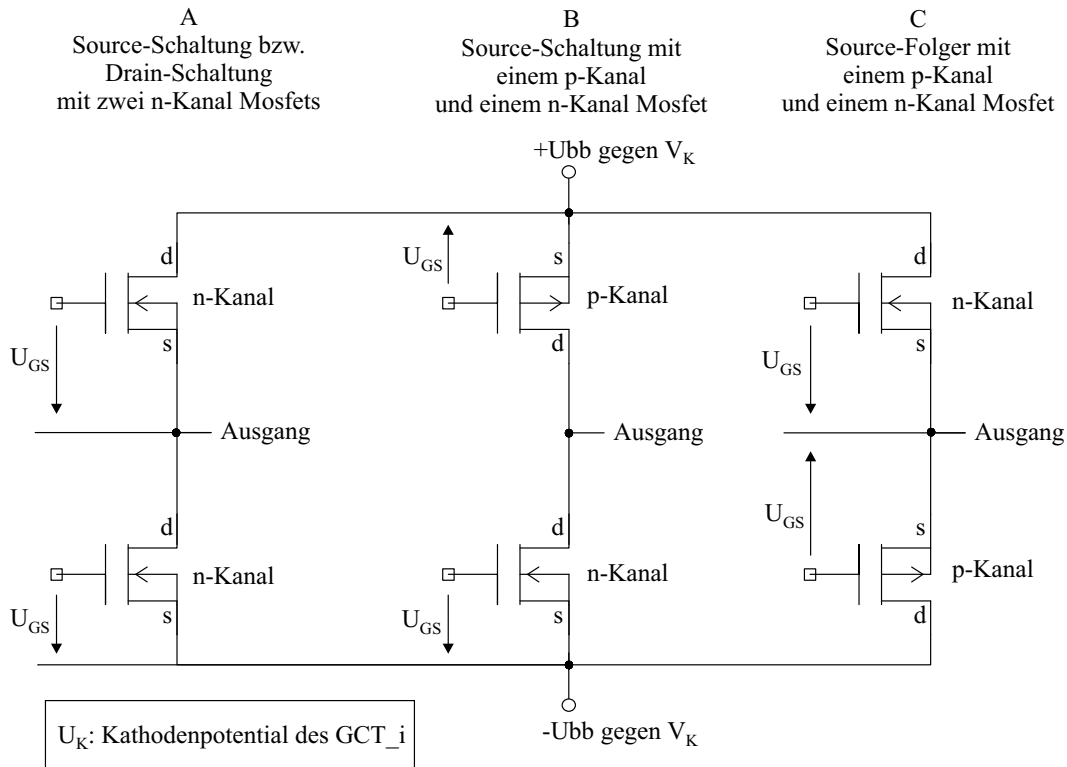 A
Source-Schaltung bzw.
Drain-Schaltung
mit zwei n-Kanal Mosfets
B
Source-Schaltung mit
einem p-Kanal
und einem n-Kanal Mosfet
C
Source-Folger mit
einem p-Kanal
und einem n-Kanal Mosfet
+Ubb gegen V_K
d
n-Kanal
s
U_GS
Ausgang
d
n-Kanal
s
U_GS
U_GS
s
p-Kanal
d
Ausgang
d
n-Kanal
s
U_GS
d
n-Kanal
s
U_GS
Ausgang
U_GS
s
p-Kanal
d
-Ubb gegen V_K
U_K: Kathodenpotential des GCT_i